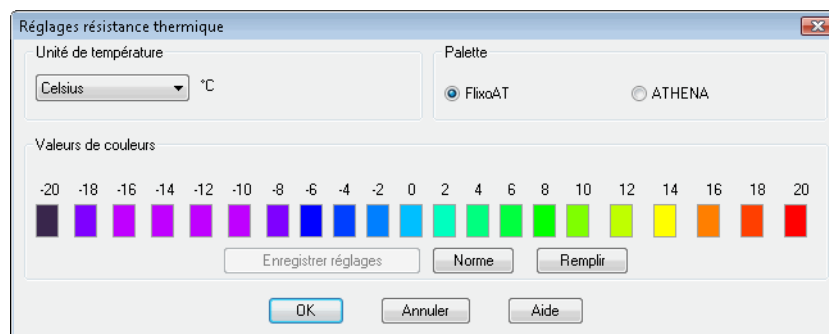 Réglages résistance thermique
Unité de température
Palette
Celsius °C
FlixoAT ATHENA
Valeurs de couleurs
-20 -18 -16 -14 -12 -10 -8 -6 -4 -2 0 2 4 6 8 10 12 14 16 18 20
Enregistrer réglages Norme Remplir
OK Annuler Aide